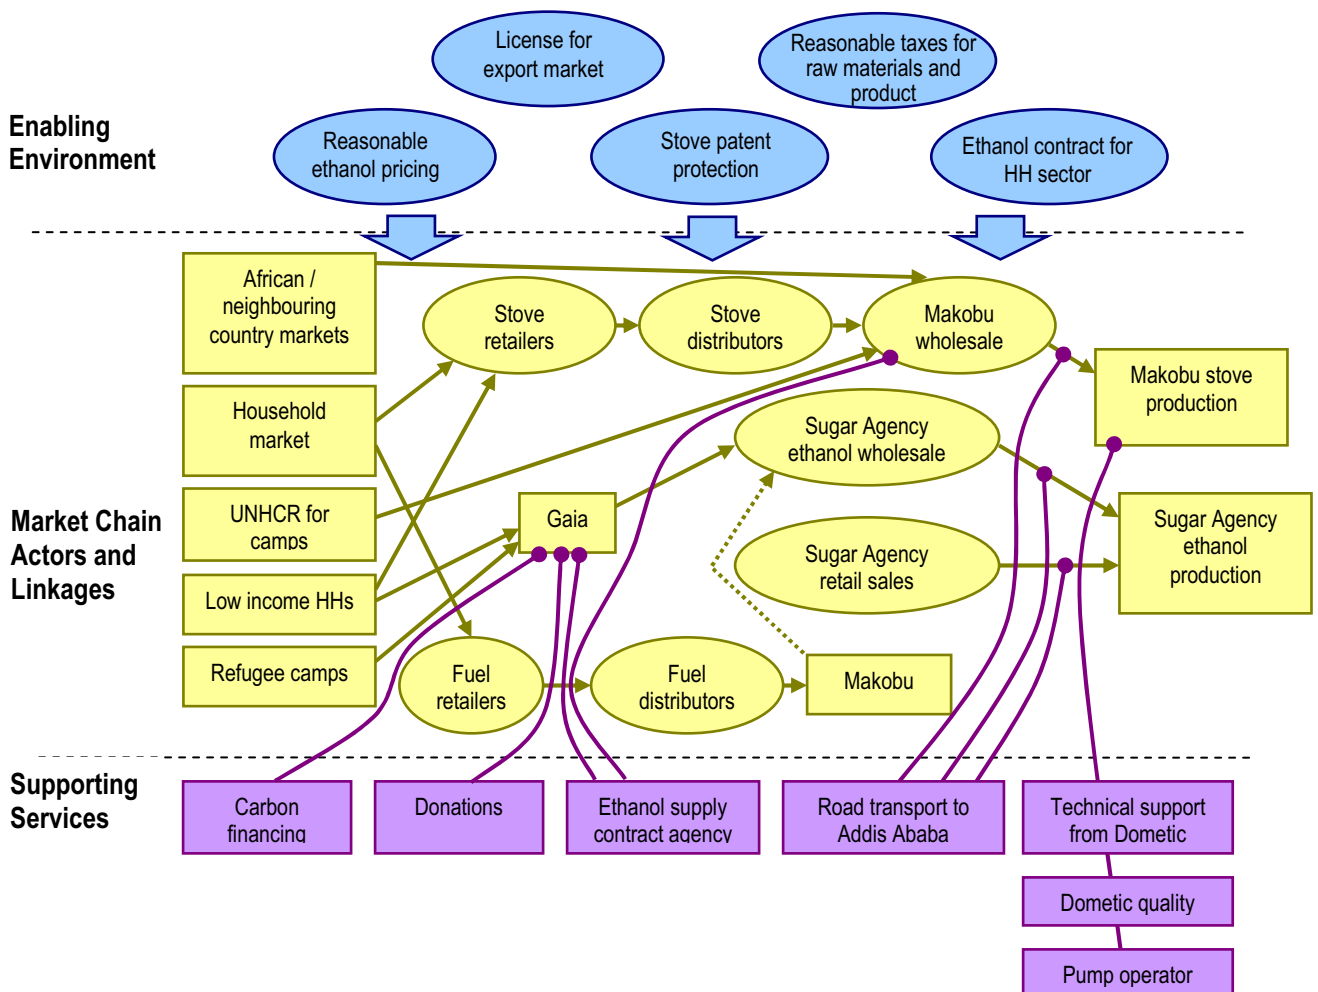 License for
export market
Reasonable taxes for
raw materials and
product
Enabling
Environment
Reasonable
ethanol pricing
Stove patent
protection
Ethanol contract for
HH sector
African /
neighbouring
country markets
Stove
retailers
Stove
distributors
Makobu
wholesale
Makobu stove
production
Household
market
Sugar Agency
ethanol wholesale
Market Chain
Actors and
Linkages
UNHCR for
camps
Gaia
Sugar Agency
ethanol
production
Sugar Agency
retail sales
Low income HHs
Refugee camps
Fuel
retailers
Fuel
distributors
Makobu
Supporting
Services
Carbon
financing
Donations
Ethanol supply
contract agency
Road transport to
Addis Ababa
Technical support
from Dometic
Dometic quality
Pump operator